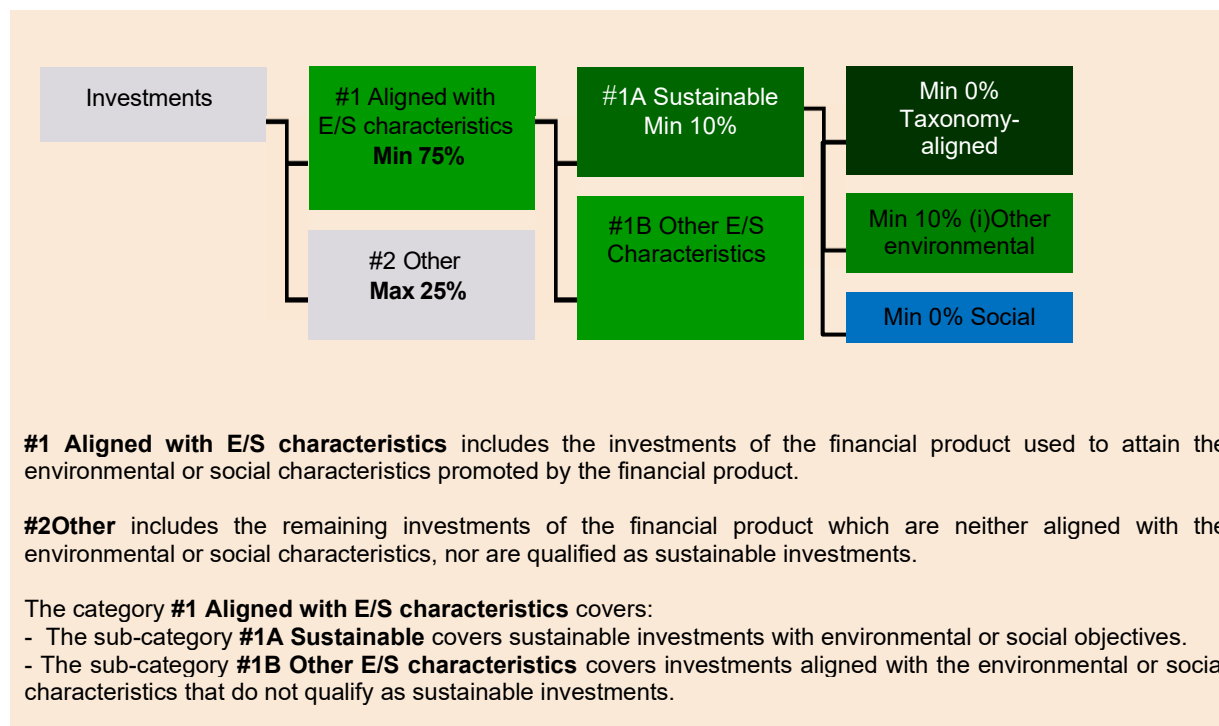 Investments
#1 Aligned with
E/S characteristics
Min 75%
#2 Other
Max 25%
#1A Sustainable
Min 10%
#1B Other E/S
Characteristics
Min 0%
Taxonomy-
aligned
Min 10% (i)Other
environmental
Min 0% Social
#1 Aligned with E/S characteristics includes the investments of the financial product used to attain the
environmental or social characteristics promoted by the financial product.
#2Other includes the remaining investments of the financial product which are neither aligned with the
environmental or social characteristics, nor are qualified as sustainable investments.
The category #1 Aligned with E/S characteristics covers:
- The sub-category #1A Sustainable covers sustainable investments with environmental or social objectives.
- The sub-category #1B Other E/S characteristics covers investments aligned with the environmental or social
characteristics that do not qualify as sustainable investments.